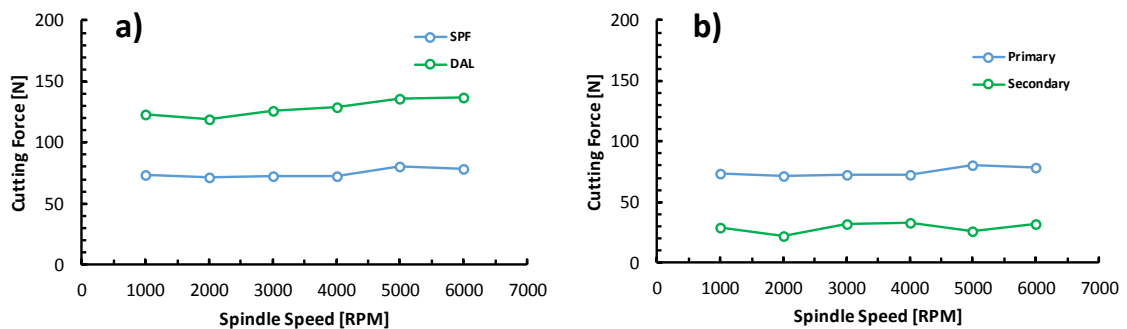 a)
SPF
DAL
Cutting Force [N]
200
150
100
50
0
0 1000 2000 3000 4000 5000 6000 7000
Spindle Speed [RPM]
b)
Primary
Secondary
Cutting Force [N]
200
150
100
50
0
0 1000 2000 3000 4000 5000 6000 7000
Spindle Speed [RPM]